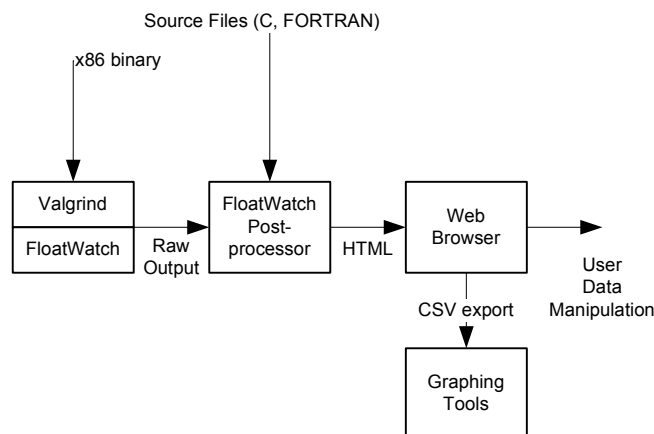 Source Files (C, FORTRAN)
x86 binary
Valgrind
FloatWatch
Raw
Output
FloatWatch
Post-
processor
HTML
Web
Browser
User
Data
Manipulation
CSV export
Graphing
Tools